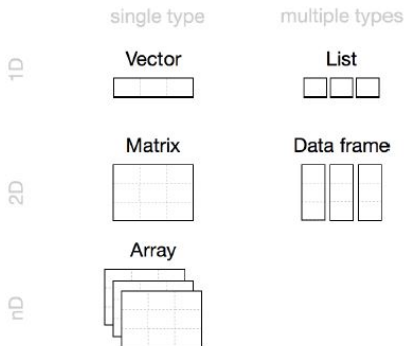 single type multiple types
1D
Vector List
2D
Matrix Data frame
nD
Array